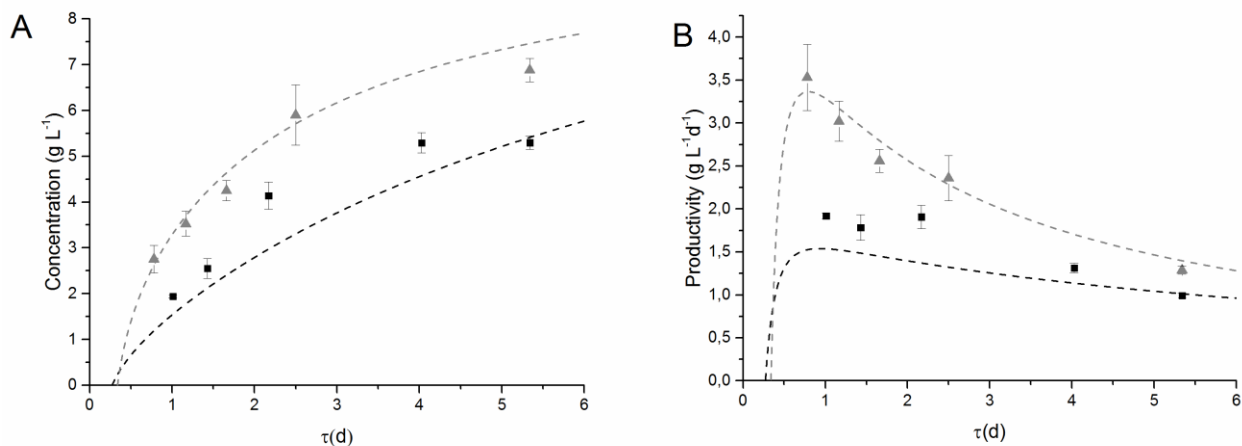 A
Concentration (g L⁻¹)
8
7
6
5
4
3
2
1
0
0 1 2 3 4 5 6
τ(d)
B
Productivity (g L⁻¹d⁻¹)
4,0
3,5
3,0
2,5
2,0
1,5
1,0
0,5
0,0
0 1 2 3 4 5 6
τ(d)